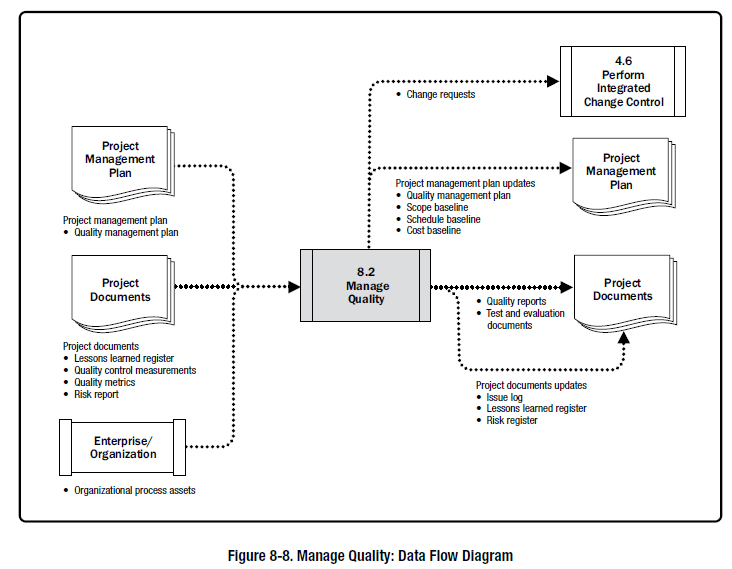 4.6
Perform
Integrated
Change Control
• Change requests
Project
Management
Plan
Project management plan
• Quality management plan
Project
Management
Plan
Project management plan updates
• Quality management plan
• Scope baseline
• Schedule baseline
• Cost baseline
8.2
Manage
Quality
Project
Documents
Project documents
• Lessons learned register
• Quality control measurements
• Quality metrics
• Risk report
Project
Documents
• Quality reports
• Test and evaluation
documents
Project documents updates
• Issue log
• Lessons learned register
• Risk register
Enterprise/
Organization
• Organizational process assets
Figure 8-8. Manage Quality: Data Flow Diagram